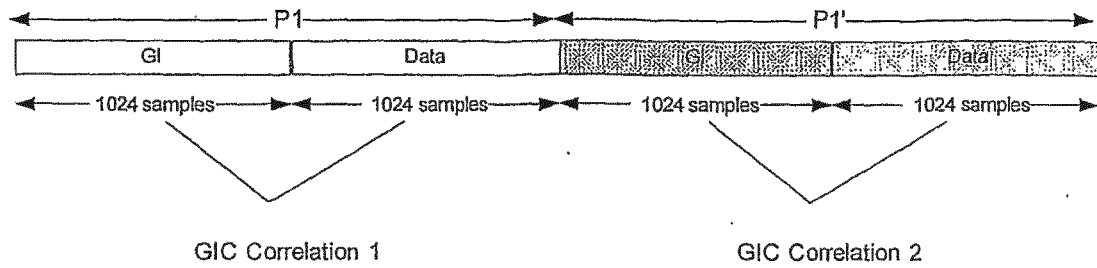 P1 P1'
GI Data GI Data
1024 samples 1024 samples 1024 samples 1024 samples
GIC Correlation 1 GIC Correlation 2